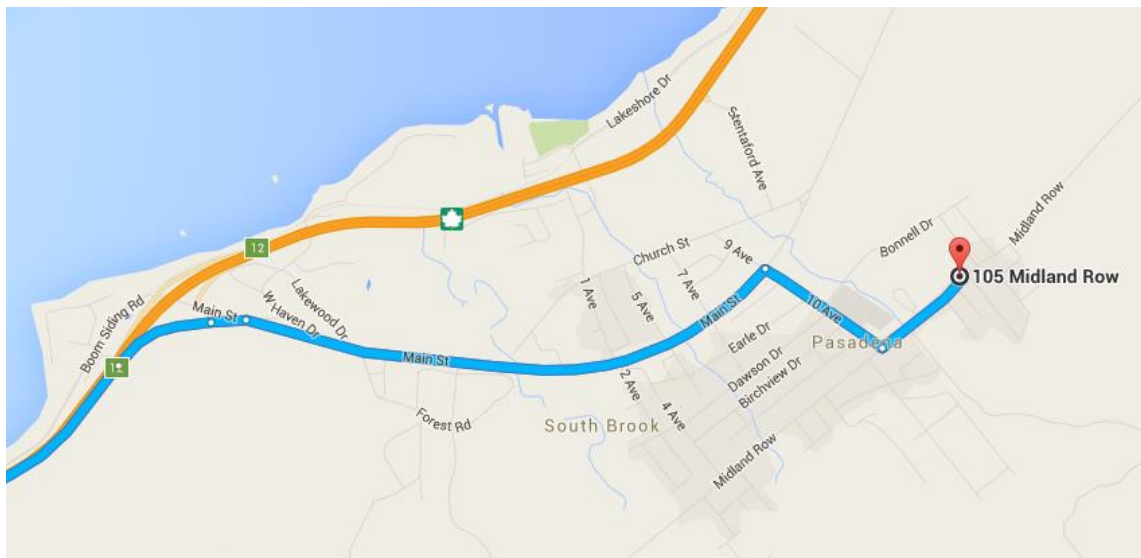 Lakeshore Dr
Stentaford Ave
Midland Row
Bonnell Dr
12
Church St
9 Ave
105 Midland Row
Boom Siding Rd
Main St
W Haven Dr
Lakewood Dr
1 Ave
5 Ave
7 Ave
Main St
10 Ave
Pasadena
Earle Dr
12
Main St
Dawson Dr
Birchview Dr
2 Ave
4 Ave
Forest Rd
South Brook
Midland Row